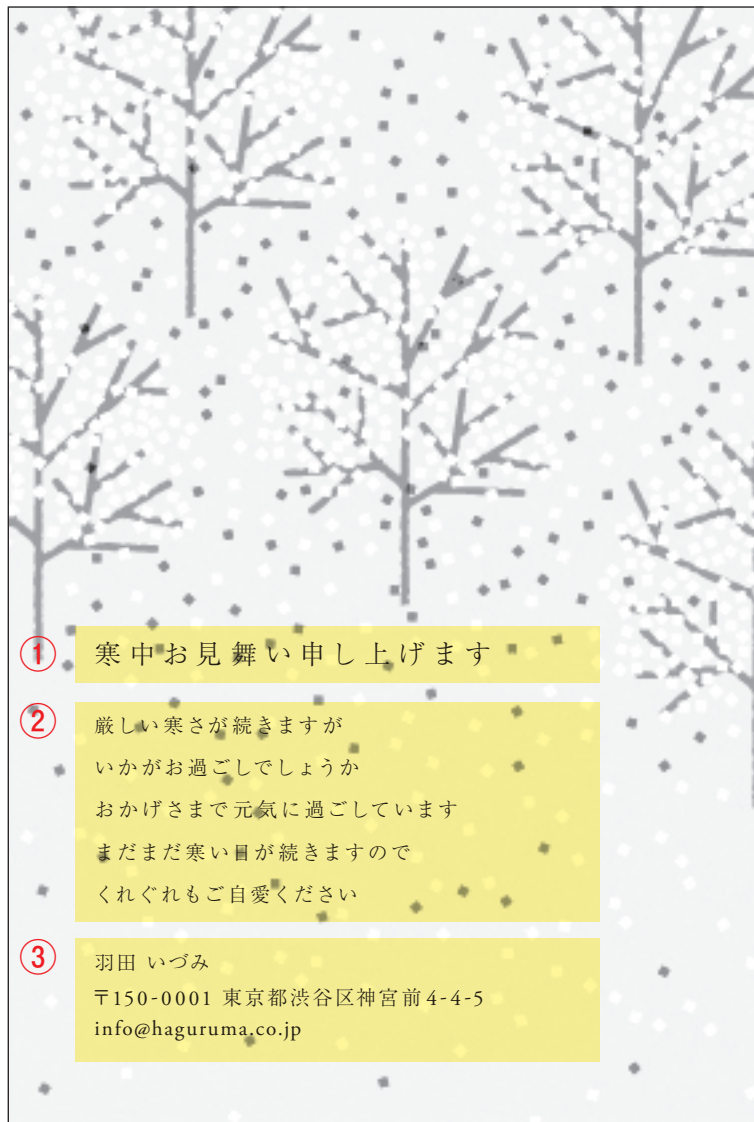 ① 寒中お見舞い申し上げます
② 厳しい寒さが続きますが
いかがお過ごしでしょうか
おかげさまで元気に過ごしています
まだまだ寒い日が続きますので
くれぐれもご自愛ください
③ 羽田 いづみ
〒150-0001 東京都渋谷区神宮前4-4-5
info@haguruma.co.jp